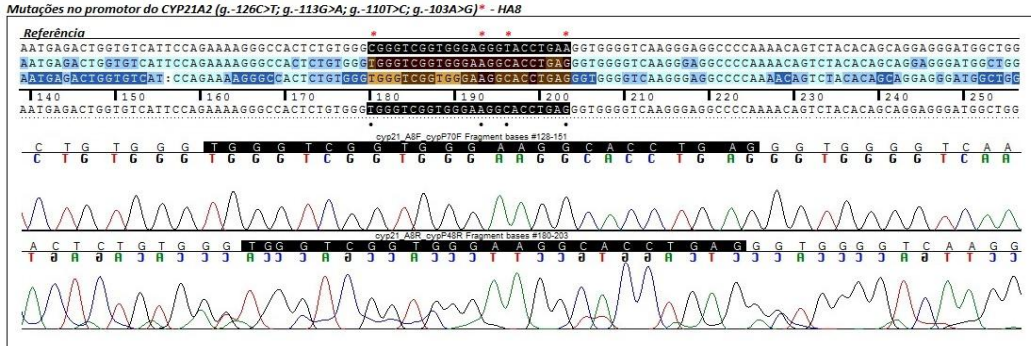 Mutações no promotor do CYP21A2 (g.-126C>T; g.-113G>A; g.-110T>C; g.-103A>G)* - HA8
* * * *
Referência
AATGAGACTGGTGTCATTCCAGAAAAGGGCCACTCTGTGGGCGGGTCGGTGGGAGGGTACCTGAAGGTGGGGTCAAGGGAGGCCCCAAAACAGTCTACACAGCAGGAGGGATGGCTGG
AATGAGACTGGTGTCATTCCAGAAAAGGGCCACTCTGTGGGTGGGTCGGTGGGAAGGCACCTGAGGGTGGGGTCAAGGGAGGCCCCAAAACAGTCTACACAGCAGGAGGGATGGCTGG
AATGAGACTGGTGTCAT:CCAGAAAAGGGCCACTCTGTGGGTGGGTCGGTGGGAAGGCACCTGAGGGTGGGGTCAAGGGAGGCCCCAAAACAGTCTACACAGCAGGAGGGATGGCTGG
140 150 160 170 180 190 200 210 220 230 240 250
AATGAGACTGGTGTCATTCCAGAAAAGGGCCACTCTGTGGGTGGGTCGGTGGGAAGGCACCTGAGGGTGGGGTCAAGGGAGGCCCCAAAACAGTCTACACAGCAGGAGGGATGGCTGG
cyp21_A8F_cypP70F Fragment bases #128-151
C T G T G G G T G G G T C G G T G G G A A G G C A C C T G A G G G T G G G G T C A A
C T G T G G G T G G G T C G G T G G G A A G G C A C C T G A G G G T G G G G T C A A
cyp21_A8R_cypP48R Fragment bases #180-203
A C T C T G T G G G T G G G T C G G T G G G A A G G C A C C T G A G G G T G G G G T C A A G G
T G A G A C A C C C A C C C A G C C A C C C T T C C G T G G A C T C C C A C C C C A G T T C C